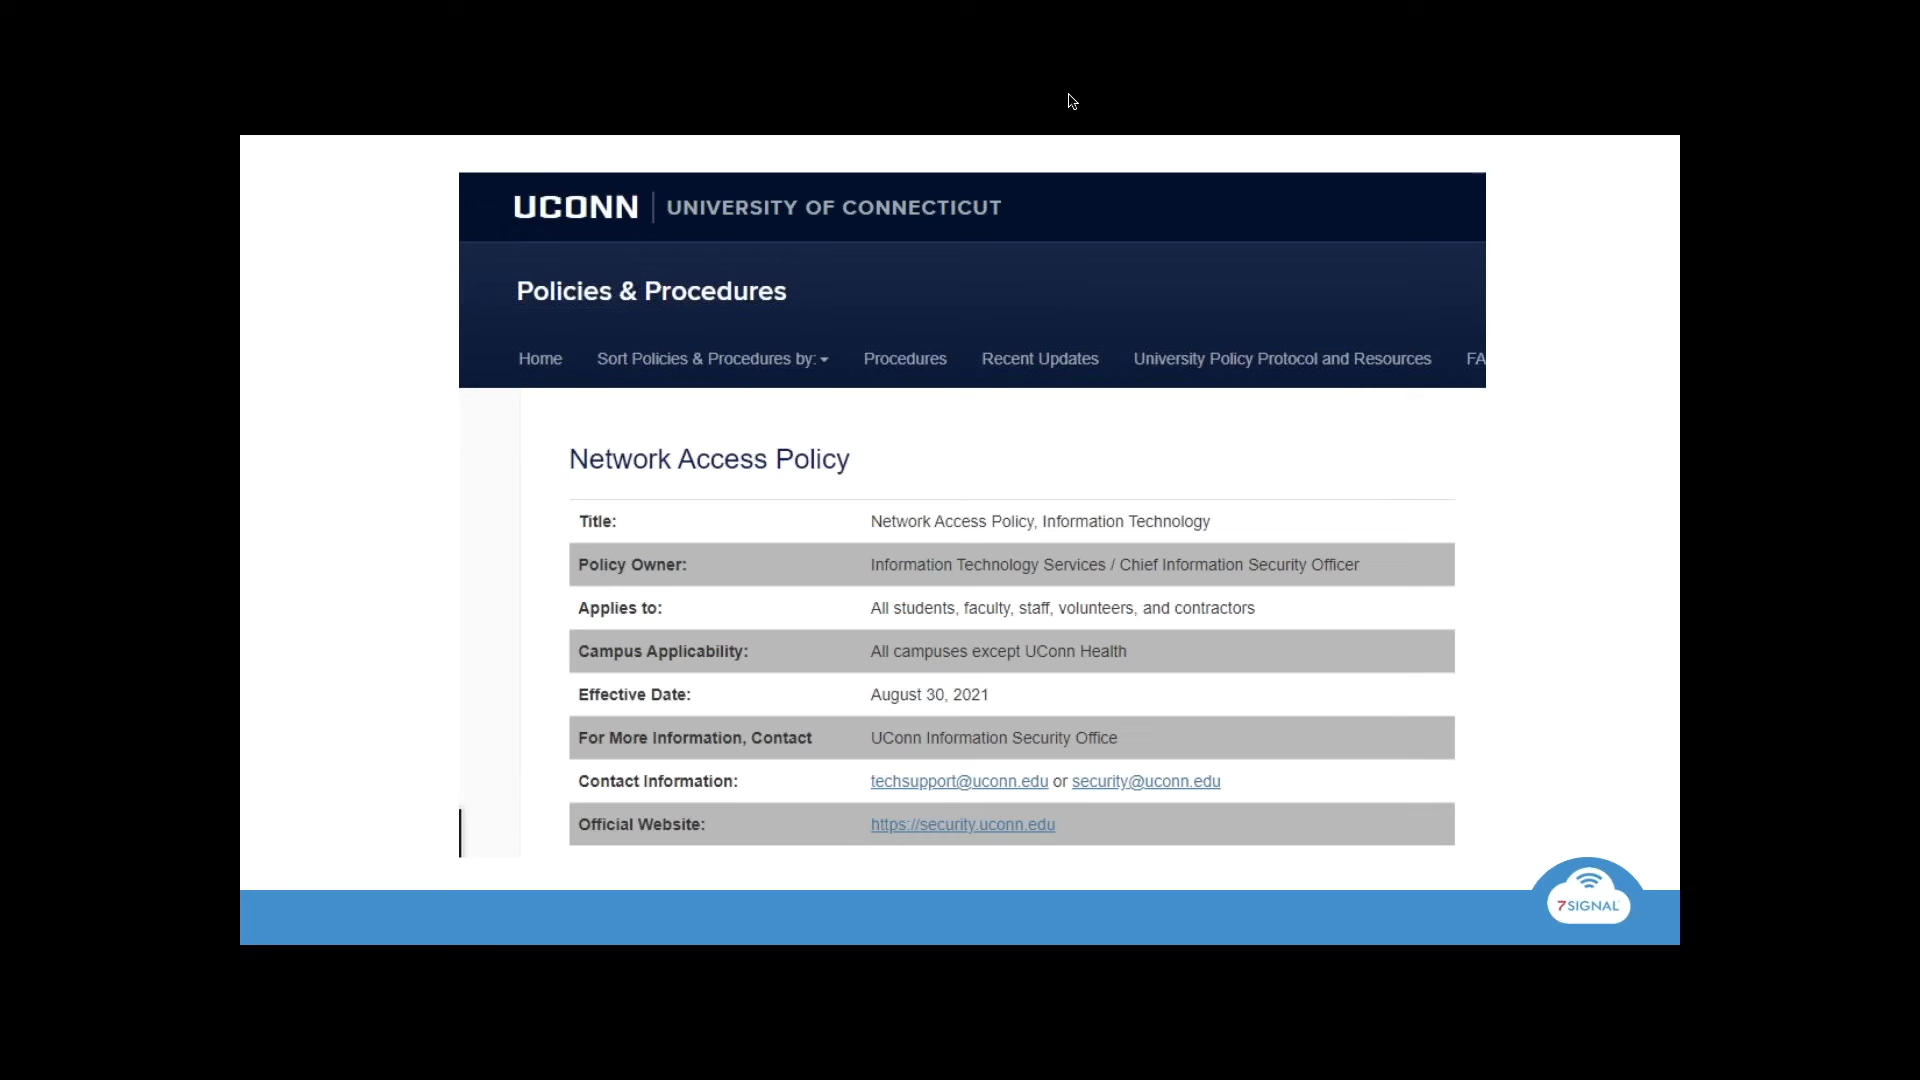 UCONN UNIVERSITY OF CONNECTICUT
Policies & Procedures
Home Sort Policies & Procedures by: Procedures Recent Updates University Policy Protocol and Resources FA
Network Access Policy
Title: Network Access Policy, Information Technology
Policy Owner: Information Technology Services / Chief Information Security Officer
Applies to: All students, faculty, staff, volunteers, and contractors
Campus Applicability: All campuses except UConn Health
Effective Date: August 30, 2021
For More Information, Contact UConn Information Security Office
Contact Information: techsupport@uconn.edu or security@uconn.edu
Official Website: https://security.uconn.edu
7SIGNAL